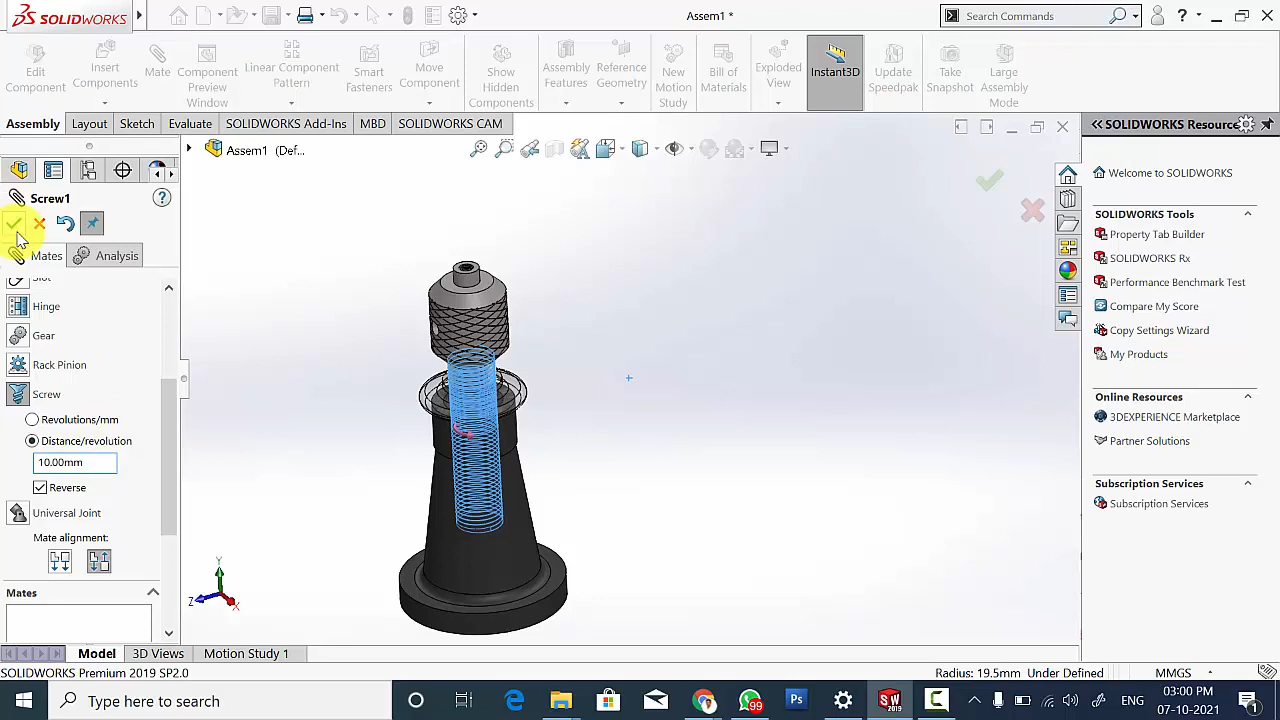 SOLIDWORKS
Assem1 *
Search Commands
Edit Component
Insert Components
Mate
Component Preview Window
Linear Component Pattern
Smart Fasteners
Move Component
Show Hidden Components
Assembly Features
Reference Geometry
New Motion Study
Bill of Materials
Exploded View
Instant3D
Update Speedpak
Take Snapshot
Large Assembly Mode
Assembly
Layout
Sketch
Evaluate
SOLIDWORKS Add-Ins
MBD
SOLIDWORKS CAM
SOLIDWORKS Resource
Assem1 (Def...
Screw1
Mates
Analysis
Slot
Hinge
Gear
Rack Pinion
Screw
Revolutions/mm
Distance/revolution
10.00mm
Reverse
Universal Joint
Mate alignment:
Mates
Y
Z
X
Welcome to SOLIDWORKS
SOLIDWORKS Tools
Property Tab Builder
SOLIDWORKS Rx
Performance Benchmark Test
Compare My Score
Copy Settings Wizard
My Products
Online Resources
3DEXPERIENCE Marketplace
Partner Solutions
Subscription Services
Subscription Services
Model
3D Views
Motion Study 1
SOLIDWORKS Premium 2019 SP2.0
Radius: 19.5mm
Under Defined
MMGS
Type here to search
99
Ps
SW
2019
ENG
03:00 PM
07-10-2021
1